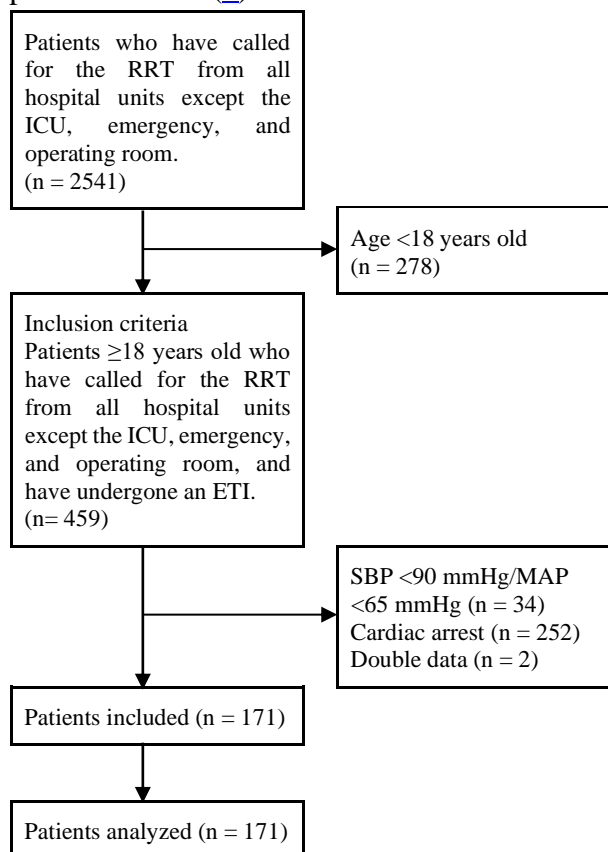 Patients who have called
for the RRT from all
hospital units except the
ICU, emergency, and
operating room.
(n = 2541)
Age <18 years old
(n = 278)
Inclusion criteria
Patients ≥18 years old who
have called for the RRT
from all hospital units
except the ICU, emergency,
and operating room, and
have undergone an ETI.
(n= 459)
SBP <90 mmHg/MAP
<65 mmHg (n = 34)
Cardiac arrest (n = 252)
Double data (n = 2)
Patients included (n = 171)
Patients analyzed (n = 171)